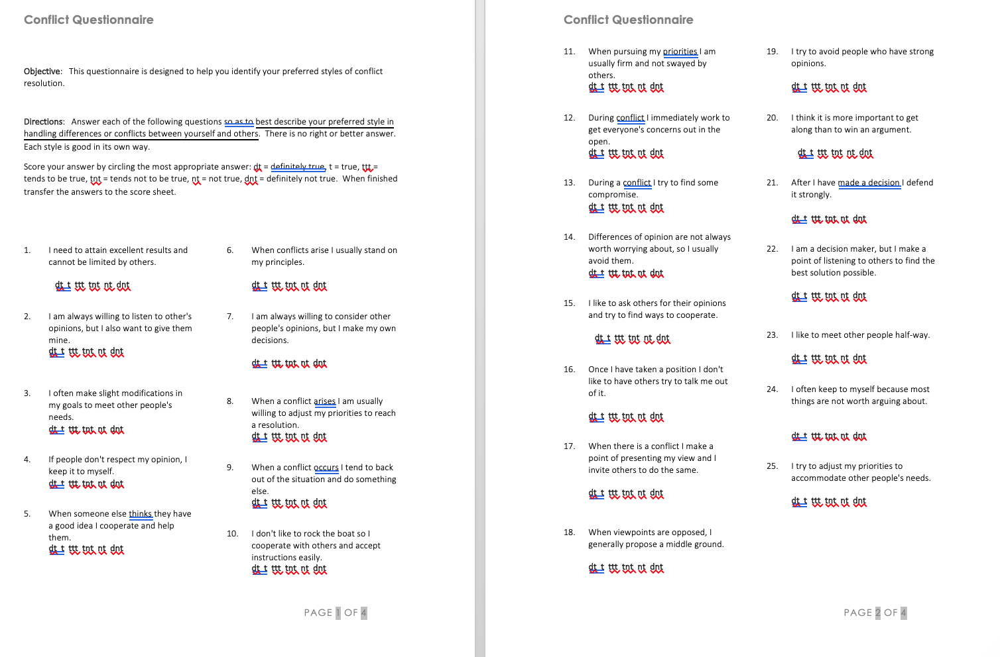 Conflict Questionnaire
Objective: This questionnaire is designed to help you identify your preferred styles of conflict
resolution.
Directions: Answer each of the following questions so as to best describe your preferred style in
handling differences or conflicts between yourself and others. There is no right or better answer.
Each style is good in its own way.
Score your answer by circling the most appropriate answer: dt = definitely true, t = true, ttt =
tends to be true, tnt = tends not to be true, nt = not true, dnt = definitely not true. When finished
transfer the answers to the score sheet.
1. I need to attain excellent results and
cannot be limited by others.
dt t ttt tnt nt dnt
2. I am always willing to listen to other's
opinions, but I also want to give them
mine.
dt t ttt tnt nt dnt
3. I often make slight modifications in
my goals to meet other people's
needs.
dt t ttt tnt nt dnt
4. If people don't respect my opinion, I
keep it to myself.
dt t ttt tnt nt dnt
5. When someone else thinks they have
a good idea I cooperate and help
them.
dt t ttt tnt nt dnt
6. When conflicts arise I usually stand on
my principles.
dt t ttt tnt nt dnt
7. I am always willing to consider other
people's opinions, but I make my own
decisions.
dt t ttt tnt nt dnt
8. When a conflict arises I am usually
willing to adjust my priorities to reach
a resolution.
dt t ttt tnt nt dnt
9. When a conflict occurs I tend to back
out of the situation and do something
else.
dt t ttt tnt nt dnt
10. I don't like to rock the boat so I
cooperate with others and accept
instructions easily.
dt t ttt tnt nt dnt
PAGE 1 OF 4
Conflict Questionnaire
11. When pursuing my priorities I am
usually firm and not swayed by
others.
dt t ttt tnt nt dnt
12. During conflict I immediately work to
get everyone's concerns out in the
open.
dt t ttt tnt nt dnt
13. During a conflict I try to find some
compromise.
dt t ttt tnt nt dnt
14. Differences of opinion are not always
worth worrying about, so I usually
avoid them.
dt t ttt tnt nt dnt
15. I like to ask others for their opinions
and try to find ways to cooperate.
dt t ttt tnt nt dnt
16. Once I have taken a position I don't
like to have others try to talk me out
of it.
dt t ttt tnt nt dnt
17. When there is a conflict I make a
point of presenting my view and I
invite others to do the same.
dt t ttt tnt nt dnt
18. When viewpoints are opposed, I
generally propose a middle ground.
dt t ttt tnt nt dnt
19. I try to avoid people who have strong
opinions.
dt t ttt tnt nt dnt
20. I think it is more important to get
along than to win an argument.
dt t ttt tnt nt dnt
21. After I have made a decision I defend
it strongly.
dt t ttt tnt nt dnt
22. I am a decision maker, but I make a
point of listening to others to find the
best solution possible.
dt t ttt tnt nt dnt
23. I like to meet other people half-way.
dt t ttt tnt nt dnt
24. I often keep to myself because most
things are not worth arguing about.
dt t ttt tnt nt dnt
25. I try to adjust my priorities to
accommodate other people's needs.
dt t ttt tnt nt dnt
PAGE 2 OF 4